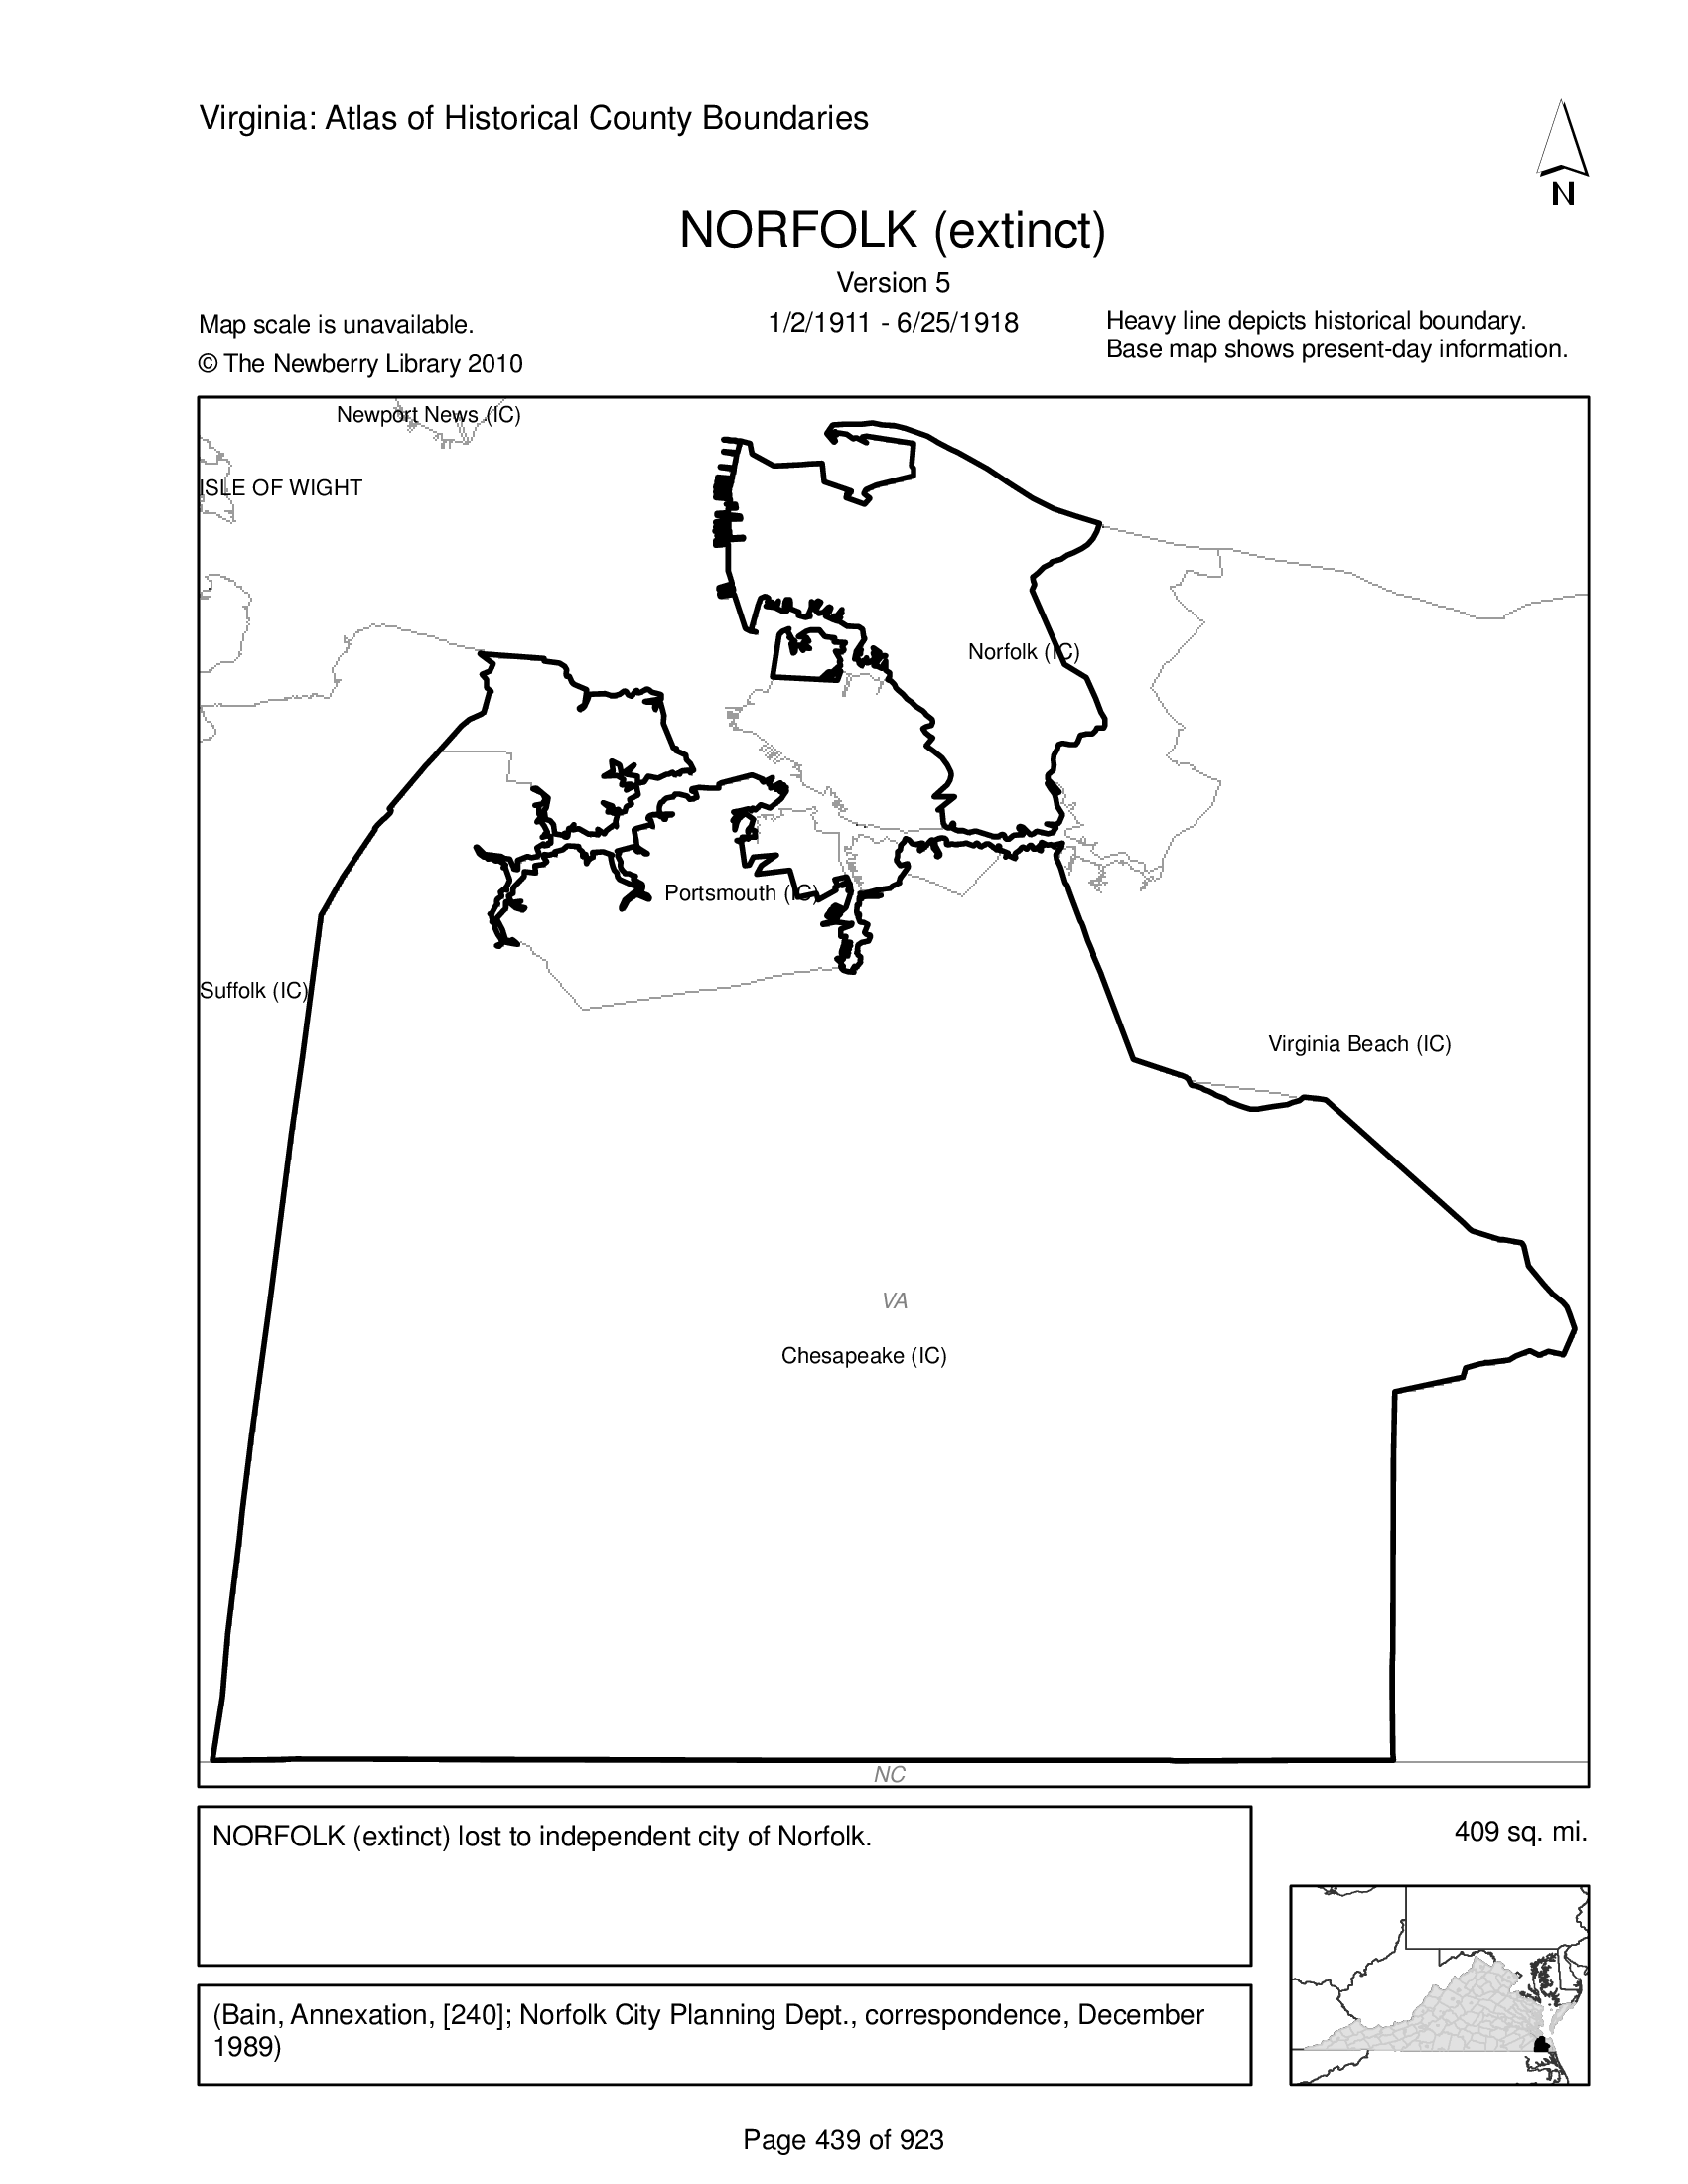 Virginia: Atlas of Historical County Boundaries
N
NORFOLK (extinct)
Version 5
1/2/1911 - 6/25/1918
Map scale is unavailable.
© The Newberry Library 2010
Heavy line depicts historical boundary.
Base map shows present-day information.
Newport News (IC)
ISLE OF WIGHT
Norfolk (IC)
Portsmouth (IC)
Suffolk (IC)
Virginia Beach (IC)
VA
Chesapeake (IC)
NC
NORFOLK (extinct) lost to independent city of Norfolk.
409 sq. mi.
(Bain, Annexation, [240]; Norfolk City Planning Dept., correspondence, December
1989)
Page 439 of 923